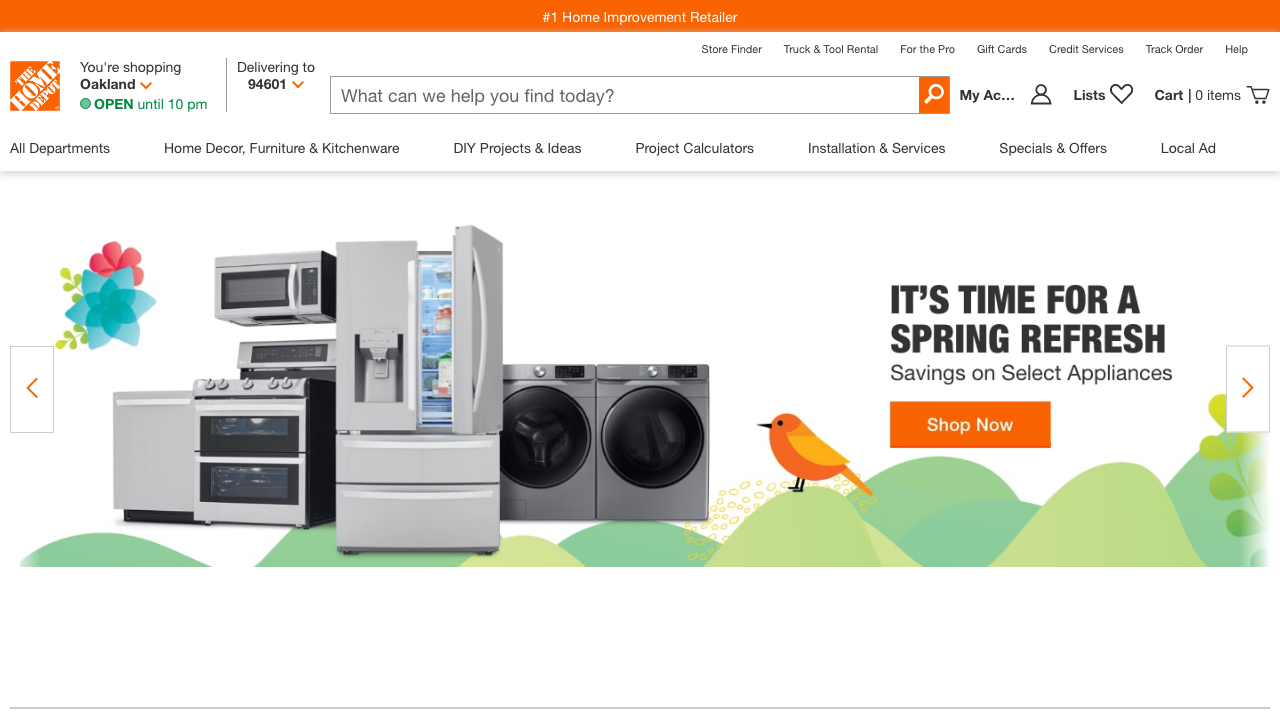 #1 Home Improvement Retailer
Store Finder
Truck & Tool Rental
For the Pro
Gift Cards
Credit Services
Track Order
Help
THE HOME DEPOT
You're shopping
Oakland
OPEN until 10 pm
Delivering to
94601
What can we help you find today?
My Ac...
Lists
Cart | 0 items
All Departments
Home Decor, Furniture & Kitchenware
DIY Projects & Ideas
Project Calculators
Installation & Services
Specials & Offers
Local Ad
IT'S TIME FOR A
SPRING REFRESH
Savings on Select Appliances
Shop Now